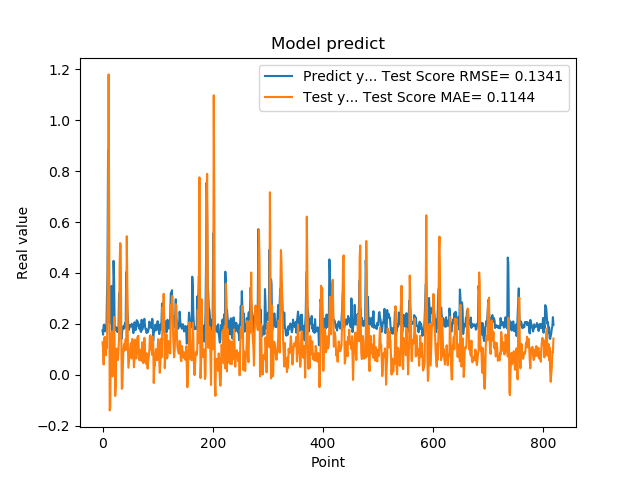 Model predict
Predict y... Test Score RMSE= 0.1341
Test y... Test Score MAE= 0.1144
1.2
1.0
0.8
0.6
0.4
0.2
0.0
−0.2
Real value
0
200
400
600
800
Point